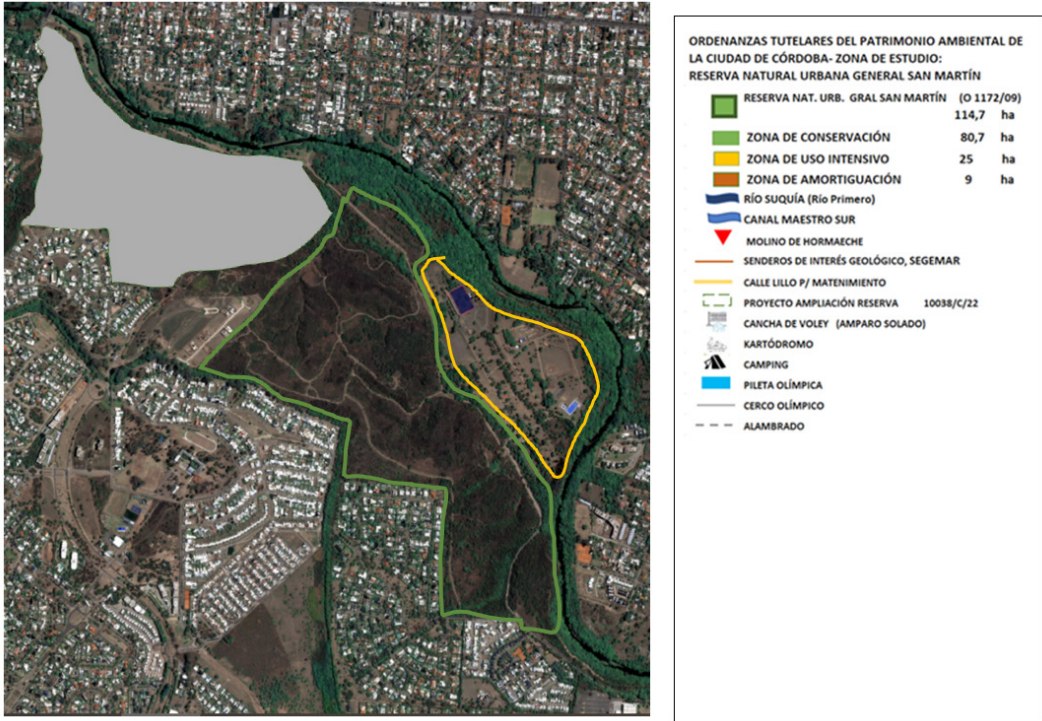 ORDENANZAS TUTELARES DEL PATRIMONIO AMBIENTAL DE
LA CIUDAD DE CÓRDOBA- ZONA DE ESTUDIO:
RESERVA NATURAL URBANA GENERAL SAN MARTÍN
RESERVA NAT. URB. GRAL SAN MARTÍN (O 1172/09)
114,7 ha
ZONA DE CONSERVACIÓN 80,7 ha
ZONA DE USO INTENSIVO 25 ha
ZONA DE AMORTIGUACIÓN 9 ha
RÍO SUQUÍA (Río Primero)
CANAL MAESTRO SUR
MOLINO DE HORMAECHE
SENDEROS DE INTERÉS GEOLÓGICO, SEGEMAR
CALLE LILLO P/ MATENIMIENTO
PROYECTO AMPLIACIÓN RESERVA 10038/C/22
CANCHA DE VOLEY (AMPARO SOLADO)
KARTÓDROMO
CAMPING
PILETA OLÍMPICA
CERCO OLÍMPICO
ALAMBRADO